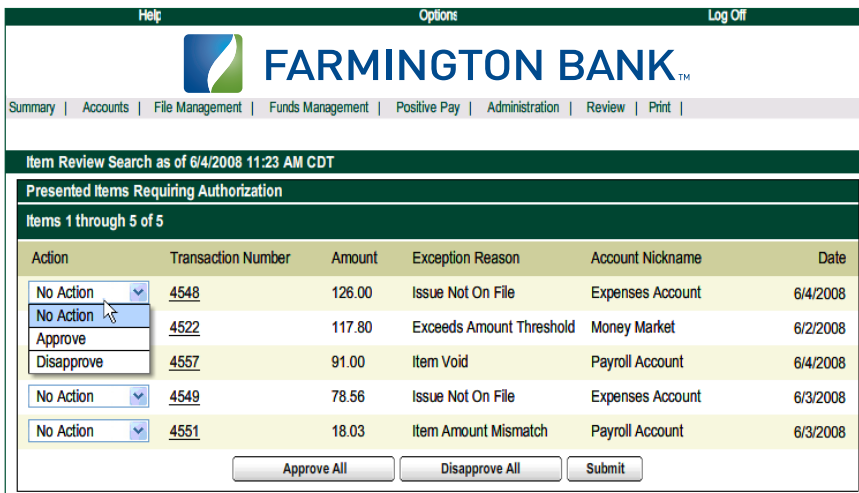 Help Options Log Off
FARMINGTON BANK™
Summary | Accounts | File Management | Funds Management | Positive Pay | Administration | Review | Print |
Item Review Search as of 6/4/2008 11:23 AM CDT
Presented Items Requiring Authorization
Items 1 through 5 of 5
Action Transaction Number Amount Exception Reason Account Nickname Date
No Action 4548 126.00 Issue Not On File Expenses Account 6/4/2008
No Action
4522 117.80 Exceeds Amount Threshold Money Market 6/2/2008
Approve
Disapprove 4557 91.00 Item Void Payroll Account 6/4/2008
No Action 4549 78.56 Issue Not On File Expenses Account 6/3/2008
No Action 4551 18.03 Item Amount Mismatch Payroll Account 6/3/2008
Approve All Disapprove All Submit